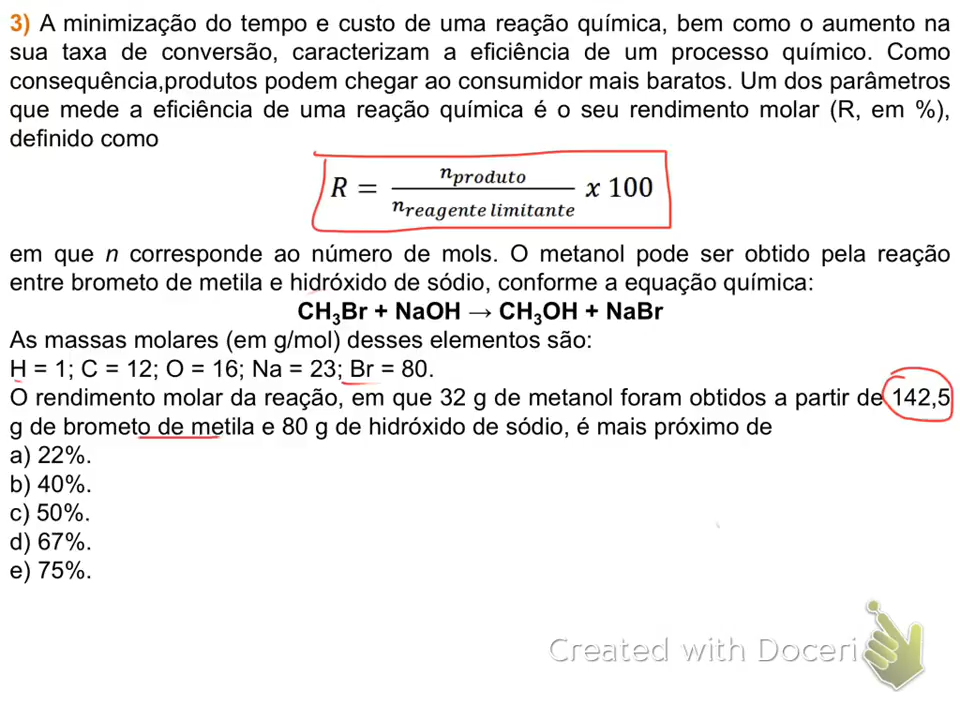 3) A minimização do tempo e custo de uma reação química, bem como o aumento na
sua taxa de conversão, caracterizam a eficiência de um processo químico. Como
consequência,produtos podem chegar ao consumidor mais baratos. Um dos parâmetros
que mede a eficiência de uma reação química é o seu rendimento molar (R, em %),
definido como
R = n_produto / n_reagente limitante x 100
em que n corresponde ao número de mols. O metanol pode ser obtido pela reação
entre brometo de metila e hidróxido de sódio, conforme a equação química:
CH₃Br + NaOH → CH₃OH + NaBr
As massas molares (em g/mol) desses elementos são:
H = 1; C = 12; O = 16; Na = 23; Br = 80.
O rendimento molar da reação, em que 32 g de metanol foram obtidos a partir de 142,5
g de brometo de metila e 80 g de hidróxido de sódio, é mais próximo de
a) 22%.
b) 40%.
c) 50%.
d) 67%.
e) 75%.
Created with Doceri